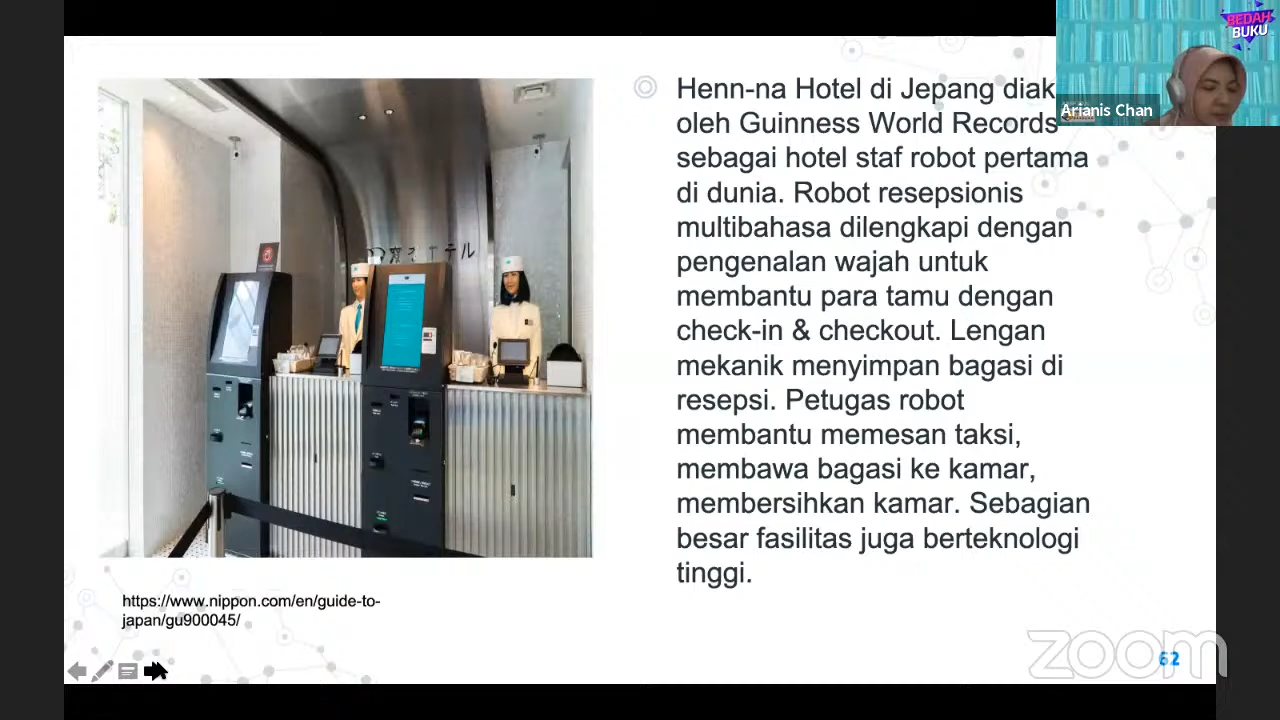 BEDAH
BUKU
Arianis Chan
Henn-na Hotel di Jepang diak
oleh Guinness World Records
sebagai hotel staf robot pertama
di dunia. Robot resepsionis
multibahasa dilengkapi dengan
pengenalan wajah untuk
membantu para tamu dengan
check-in & checkout. Lengan
mekanik menyimpan bagasi di
resepsi. Petugas robot
membantu memesan taksi,
membawa bagasi ke kamar,
membersihkan kamar. Sebagian
besar fasilitas juga berteknologi
tinggi.
https://www.nippon.com/en/guide-to-
japan/gu900045/
zoom
62